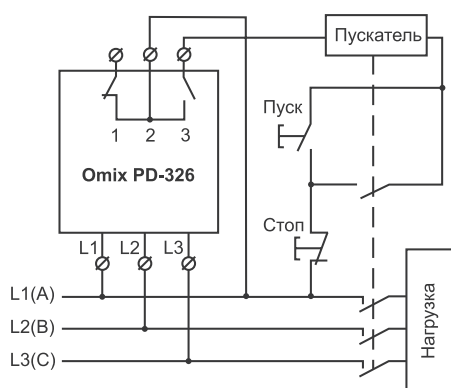 Пускатель
Пуск
1 2 3
Omix PD-326
Стоп
L1 L2 L3
L1(A)
L2(B)
L3(C)
Нагрузка